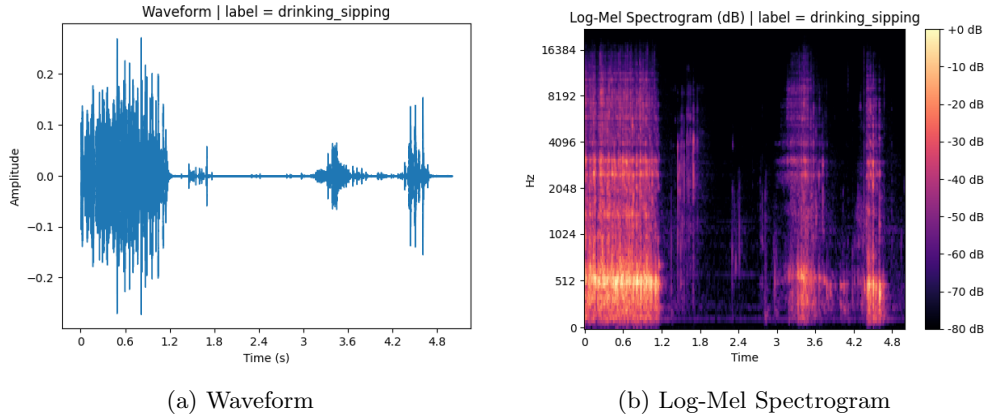 Waveform | label = drinking_sipping
Amplitude
0.2
0.1
0.0
−0.1
−0.2
0 0.6 1.2 1.8 2.4 3 3.6 4.2 4.8
Time (s)
(a) Waveform
Log-Mel Spectrogram (dB) | label = drinking_sipping
Hz
16384
8192
4096
2048
1024
512
0
0 0.6 1.2 1.8 2.4 3 3.6 4.2 4.8
Time
+0 dB
-10 dB
-20 dB
-30 dB
-40 dB
-50 dB
-60 dB
-70 dB
-80 dB
(b) Log-Mel Spectrogram